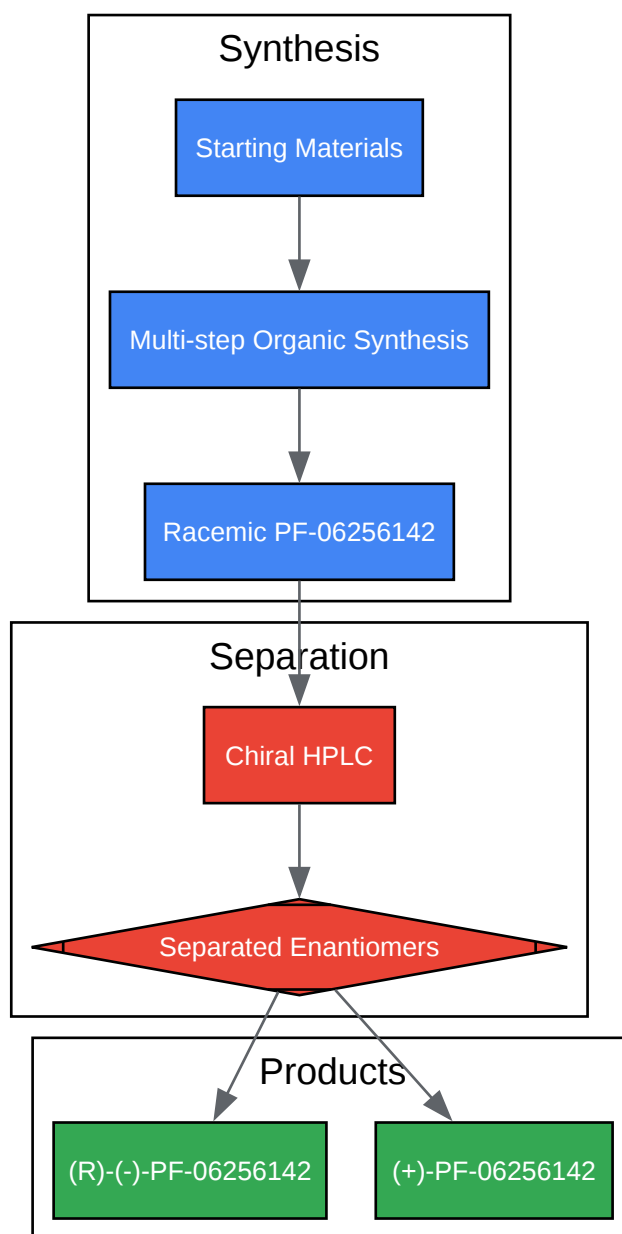 Synthesis
Starting Materials
Multi-step Organic Synthesis
Racemic PF-06256142
Separation
Chiral HPLC
Separated Enantiomers
Products
(R)-(-)-PF-06256142
(+)-PF-06256142